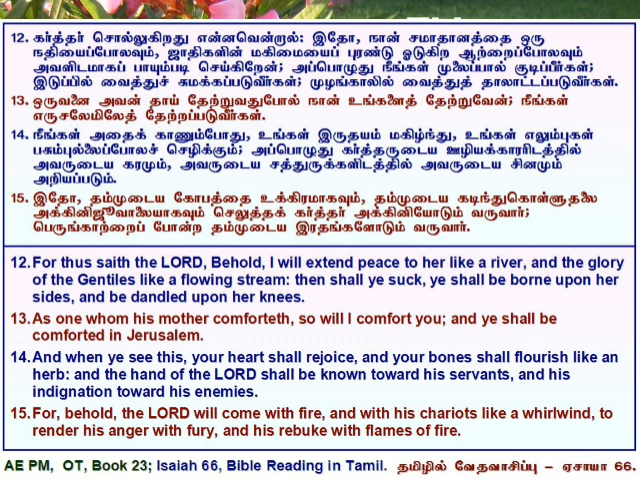 12. கர்த்தர் சொல்லுகிறது என்னவென்றால்: இதோ, நான் சமாதானத்தை ஒரு
நதியைப்போலவும், ஜாதிகளின் மகிமையைப் புரண்டு ஓடுகிற ஆற்றைப்போலவும்
அவளிடமாகப் பாயும்படி செய்கிறேன்; அப்பொழுது நீங்கள் முலைப்பால் குடிப்பீர்கள்;
இடுப்பில் வைத்துச் சுமக்கப்படுவீர்கள்; முழங்காலில் வைத்துத் தாலாட்டப்படுவீர்கள்.
13. ஒருவனை அவன் தாய் தேற்றுவதுபோல் நான் உங்களைத் தேற்றுவேன்; நீங்கள்
எருசலேமிலேத் தேற்றப்படுவீர்கள்.
14. நீங்கள் அதைக் காணும்போது, உங்கள் இருதயம் மகிழ்ந்து, உங்கள் எலும்புகள்
பசும்புல்லைப்போலச் செழிக்கும்; அப்பொழுது கர்த்தருடைய ஊழியக்காரரிடத்தில்
அவருடைய கரமும், அவருடைய சத்துருக்களிடத்தில் அவருடைய சினமும்
அறியப்படும்.
15. இதோ, தம்முடைய கோபத்தை உக்கிரமாகவும், தம்முடைய கடிந்துகொள்ளுதலை
அக்கினிஜூவாலையாகவும் செலுத்தக் கர்த்தர் அக்கினியோடும் வருவார்;
பெருங்காற்றைப் போன்ற தம்முடைய இரதங்களோடும் வருவார்.
12. For thus saith the LORD, Behold, I will extend peace to her like a river, and the glory
of the Gentiles like a flowing stream: then shall ye suck, ye shall be borne upon her
sides, and be dandled upon her knees.
13. As one whom his mother comforteth, so will I comfort you; and ye shall be
comforted in Jerusalem.
14. And when ye see this, your heart shall rejoice, and your bones shall flourish like an
herb: and the hand of the LORD shall be known toward his servants, and his
indignation toward his enemies.
15. For, behold, the LORD will come with fire, and with his chariots like a whirlwind, to
render his anger with fury, and his rebuke with flames of fire.
AE PM, OT, Book 23; Isaiah 66, Bible Reading in Tamil. தமிழில் வேதவாசிப்பு – ஏசாயா 66.